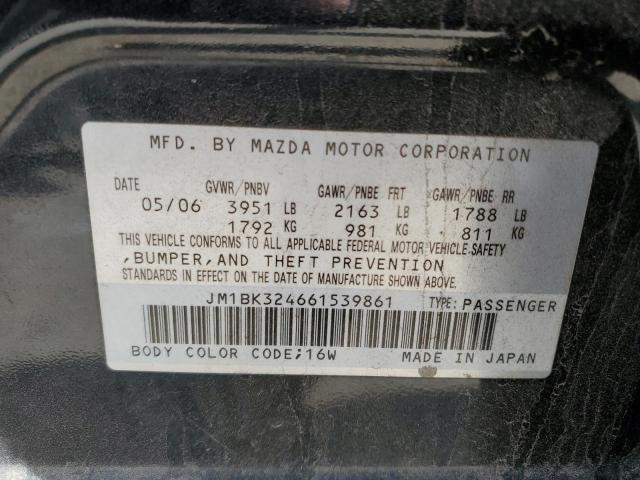 MFD. BY MAZDA MOTOR CORPORATION
DATE GVWR/PNBV GAWR/PNBE FRT GAWR/PNBE RR
05/06 3951 LB 2163 LB 1788 LB
1792 KG 981 KG 811 KG
THIS VEHICLE CONFORMS TO ALL APPLICABLE FEDERAL MOTOR VEHICLE SAFETY
,BUMPER,AND THEFT PREVENTION
STANDARDS IN EFFECT ON THE DATE OF MANUFACTURE SHOWN ABOVE.
JM1BK324661539861 TYPE:PASSENGER
BODY COLOR CODE;16W MADE IN JAPAN